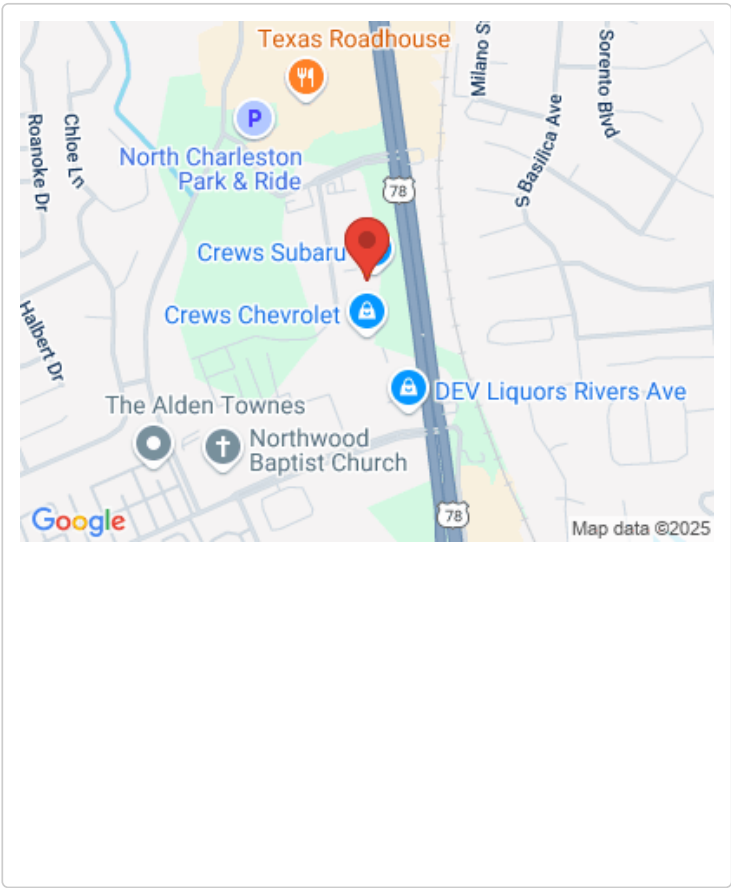 Texas Roadhouse
Milano S
Sorento Blvd
P
Roanoke Dr
Chloe Ln
S Basilica Ave
North Charleston
Park & Ride
78
Crews Subaru
Crews Chevrolet
Halbert Dr
DEV Liquors Rivers Ave
The Alden Townes
Northwood
Baptist Church
78
Google
Map data ©2025